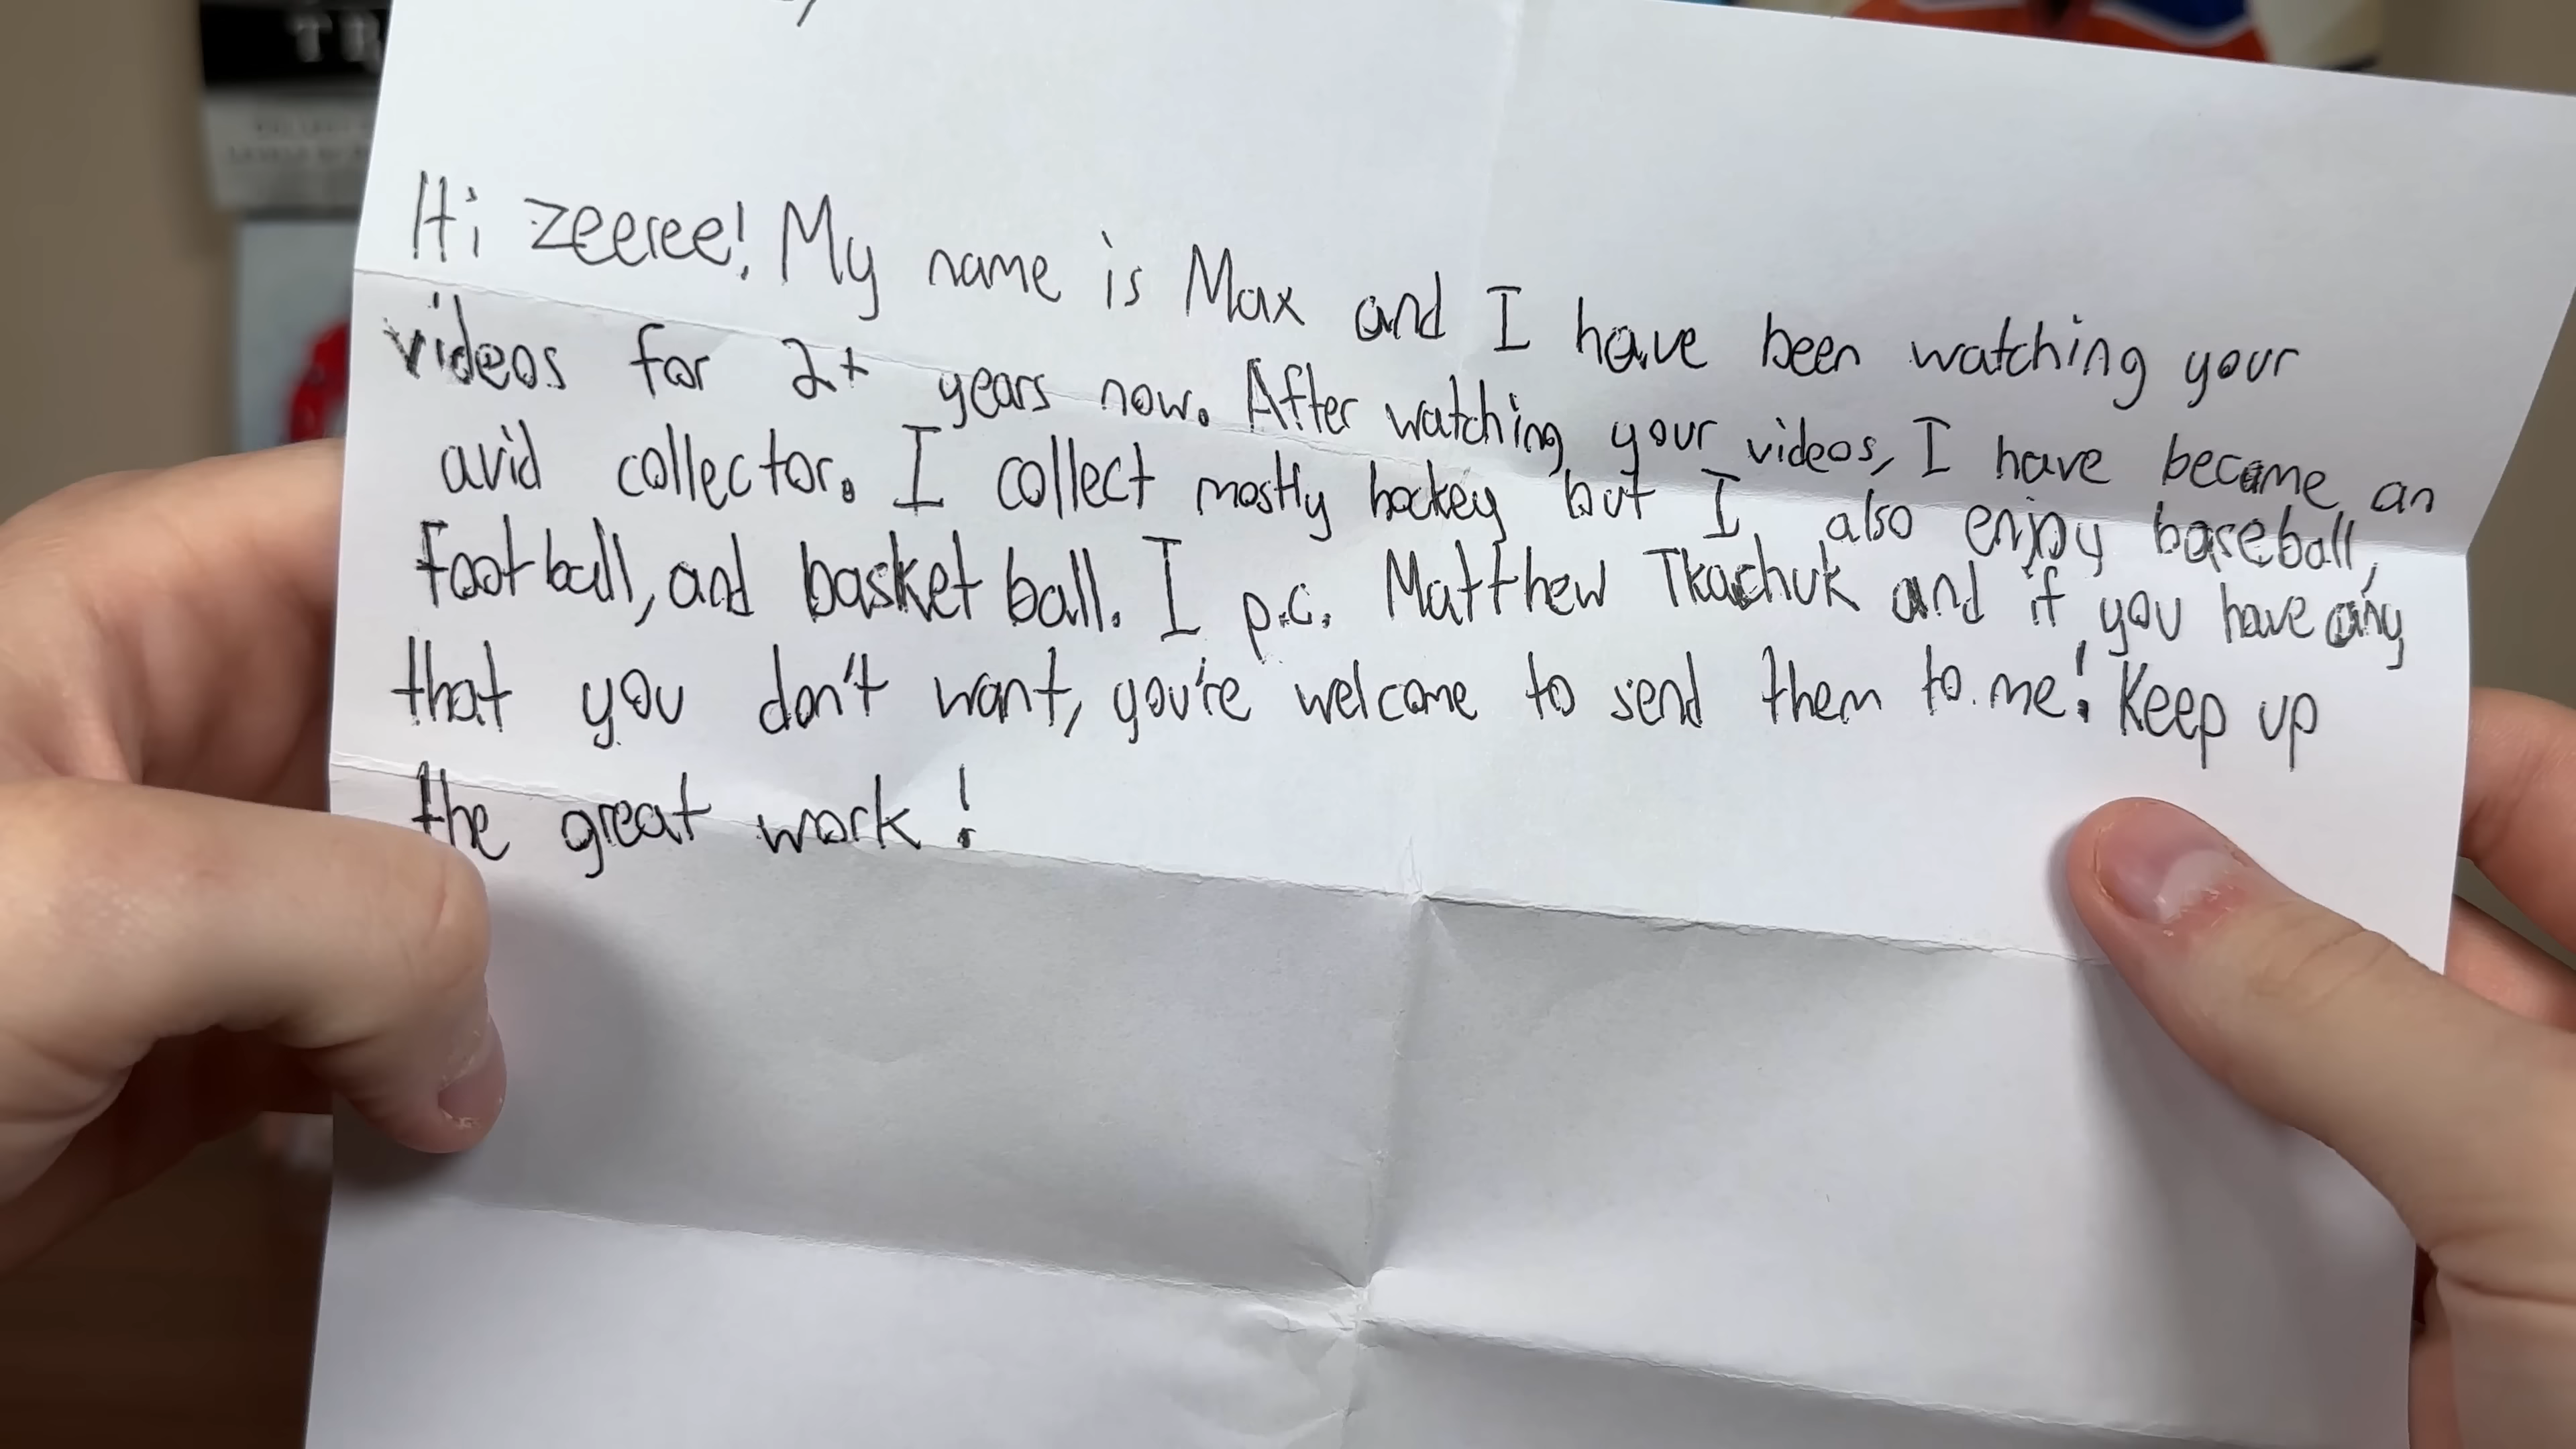 TR
Hi zeeree! My name is Max and I have been watching your
videos for 2+ years now. After watching your videos, I have became an
avid collector. I collect mostly hockey but I also enjoy baseball,
football, and basketball. I p.c. Matthew Tkachuk and if you have any
that you don't want, you're welcome to send them to me! Keep up
the great work!